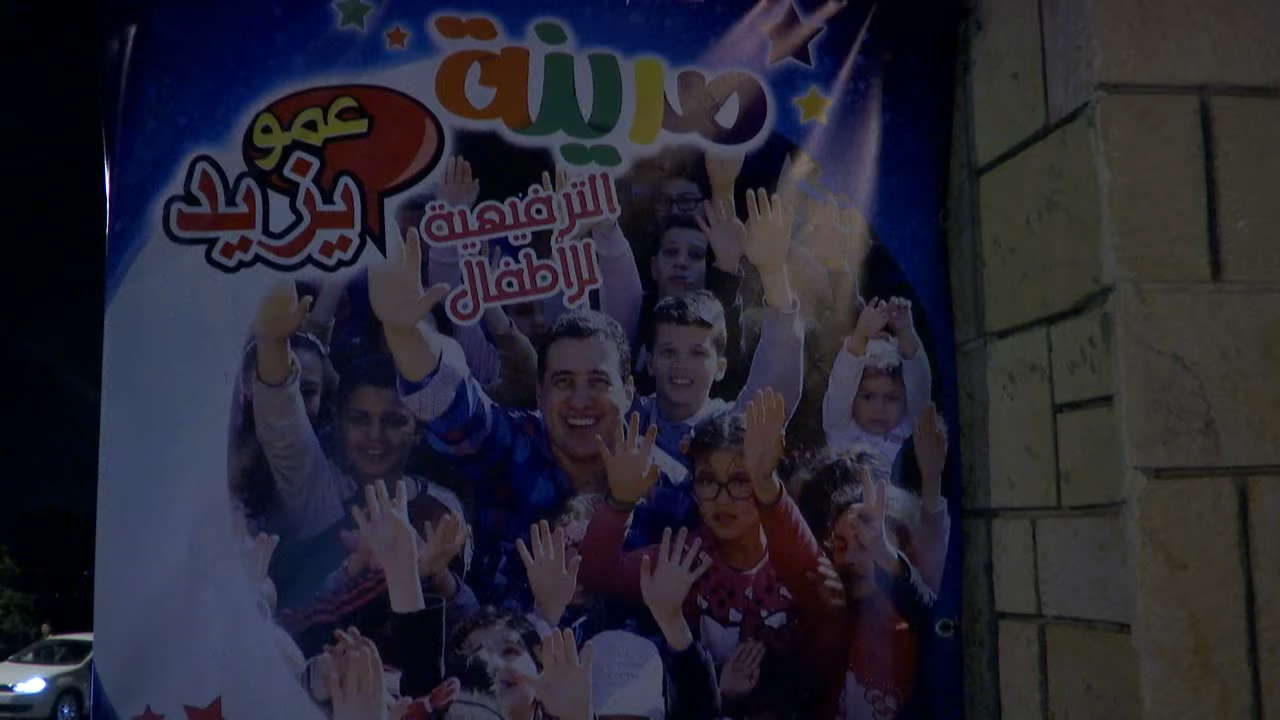 مدينة
عمو
يزيد
الترفيهية
للأطفال